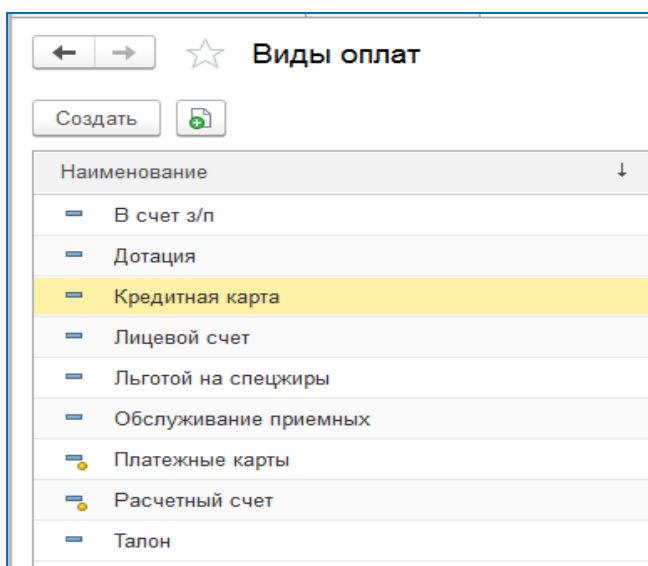 Виды оплат
Создать
Наименование ↓
В счет з/п
Дотация
Кредитная карта
Лицевой счет
Льготой на спецжиры
Обслуживание приемных
Платежные карты
Расчетный счет
Талон